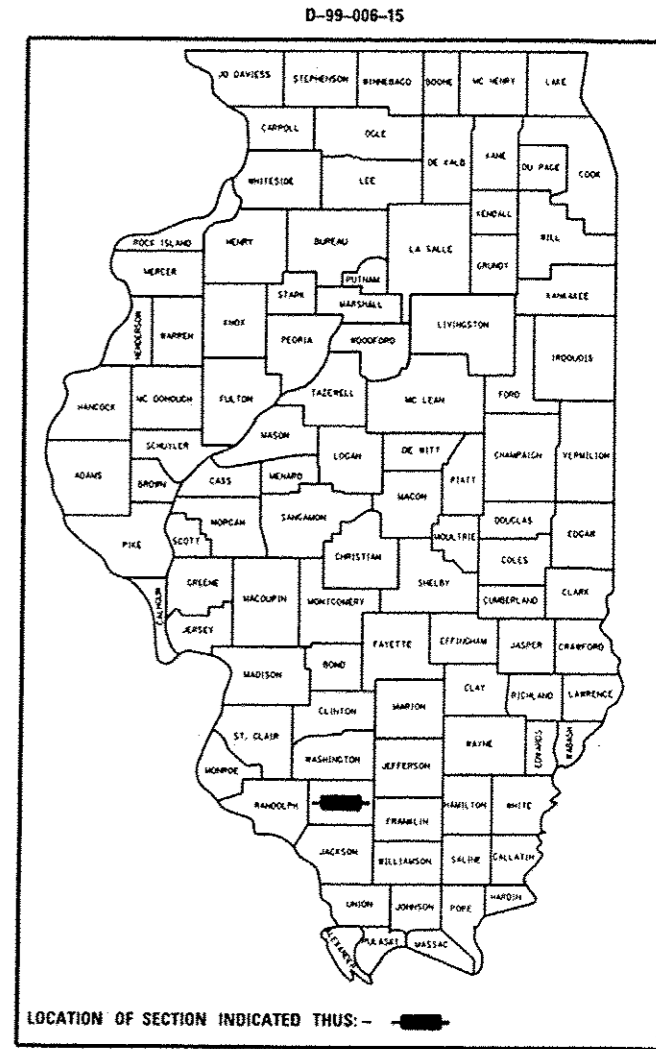 D-99-006-15
JO DAVIESS STEPHENSON WINNEBAGO BOONE MC HENRY LAKE
CARROLL OGLE DE KALB KANE DU PAGE COOK
WHITESIDE LEE KENDALL WILL
ROCK ISLAND HENRY BUREAU LA SALLE GRUNDY
MERCER STARK PUTNAM KANKAKEE
HENDERSON WARREN KNOX MARSHALL LIVINGSTON IROQUOIS
PEORIA WOODFORD
HANCOCK MC DONOUGH FULTON TAZEWELL MC LEAN FORD
SCHUYLER MASON LOGAN DE WITT CHAMPAIGN VERMILION
ADAMS BROWN CASS MENARD MACON PIATT
PIKE SCOTT MORGAN SANGAMON CHRISTIAN MOULTRIE DOUGLAS EDGAR
COLES
CALHOUN GREENE MACOUPIN MONTGOMERY SHELBY CUMBERLAND CLARK
JERSEY FAYETTE EFFINGHAM JASPER CRAWFORD
MADISON BOND CLAY RICHLAND LAWRENCE
CLINTON MARION
ST. CLAIR WAYNE EDWARDS WABASH
MONROE WASHINGTON JEFFERSON
RANDOLPH HAMILTON WHITE
FRANKLIN
JACKSON WILLIAMSON SALINE GALLATIN
UNION JOHNSON POPE HARDIN
ALEXANDER PULASKI MASSAC
LOCATION OF SECTION INDICATED THUS: -